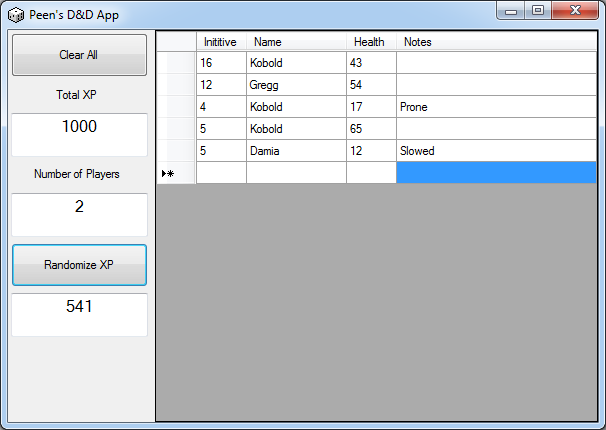 Peen's D&D App
Clear All
Total XP
1000
Number of Players
2
Randomize XP
541
Inititive Name Health Notes
16 Kobold 43
12 Gregg 54
4 Kobold 17 Prone
5 Kobold 65
5 Damia 12 Slowed